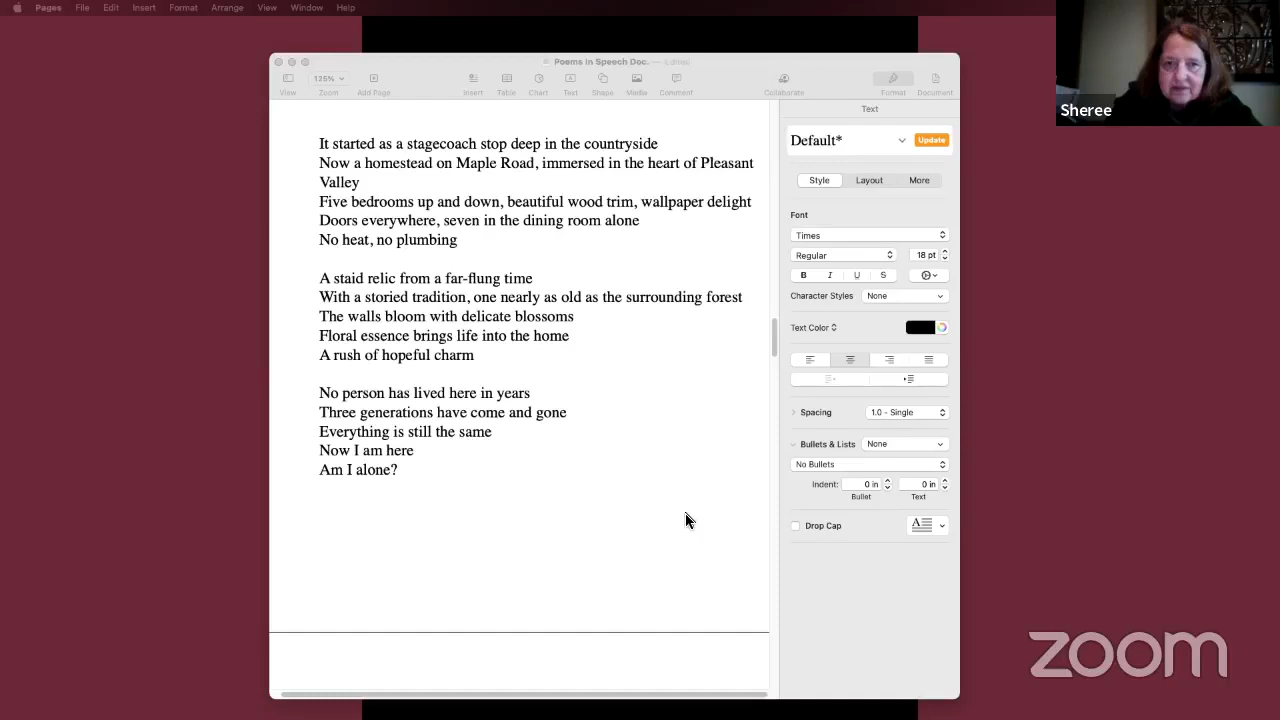 Pages File Edit Insert Format Arrange View Window Help
Poems in Speech Doc. — Edited
125%
View Zoom Add Page Insert Table Chart Text Shape Media Comment Collaborate Format Document
Sheree
It started as a stagecoach stop deep in the countryside
Now a homestead on Maple Road, immersed in the heart of Pleasant
Valley
Five bedrooms up and down, beautiful wood trim, wallpaper delight
Doors everywhere, seven in the dining room alone
No heat, no plumbing
A staid relic from a far-flung time
With a storied tradition, one nearly as old as the surrounding forest
The walls bloom with delicate blossoms
Floral essence brings life into the home
A rush of hopeful charm
No person has lived here in years
Three generations have come and gone
Everything is still the same
Now I am here
Am I alone?
Text
Default* Update
Style Layout More
Font
Times
Regular 18 pt
B I U S
Character Styles None
Text Color
Spacing 1.0 - Single
Bullets & Lists None
No Bullets
Indent: 0 in 0 in
Bullet Text
Drop Cap
zoom